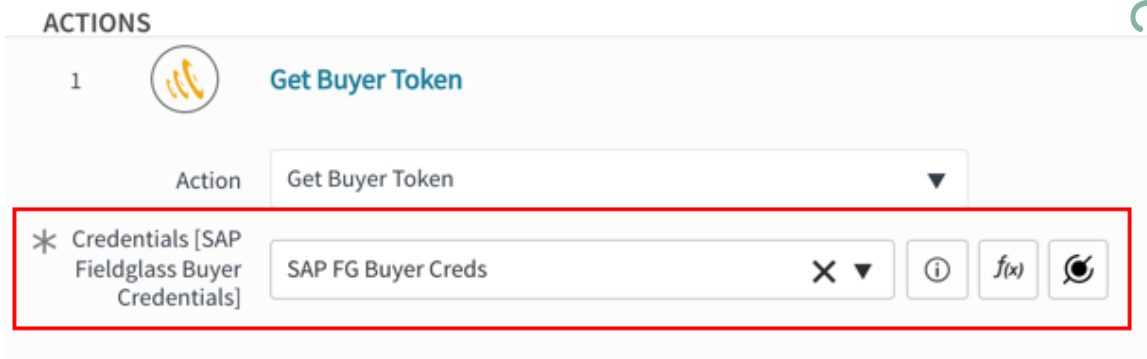 ACTIONS
1 Get Buyer Token
Action Get Buyer Token
Credentials [SAP
Fieldglass Buyer
Credentials]
SAP FG Buyer Creds
f(x)